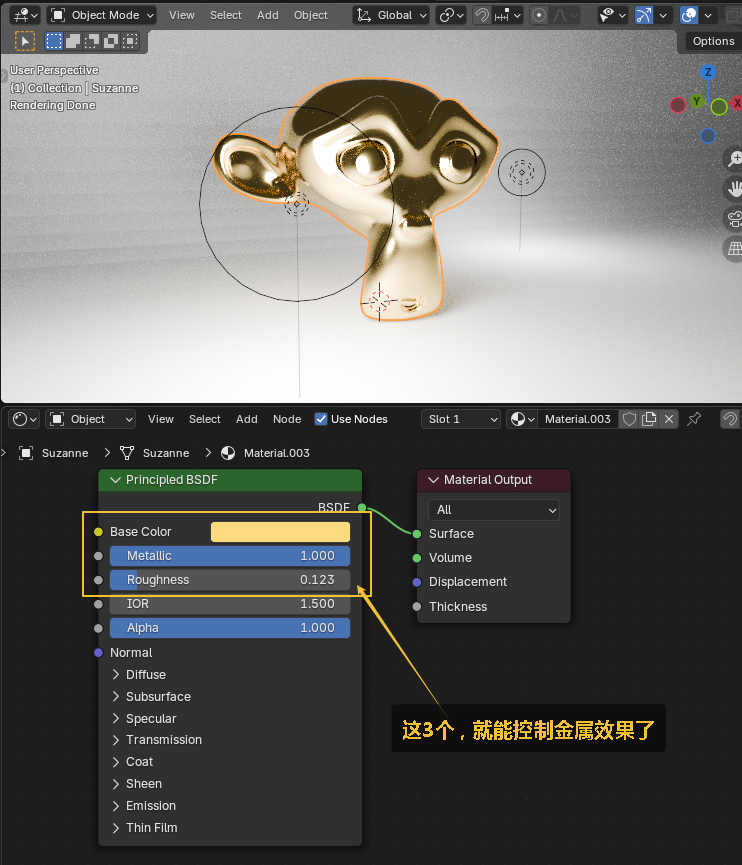 Object Mode View Select Add Object Global
Options
User Perspective
(1) Collection | Suzanne
Rendering Done
Z
Y
X
Object View Select Add Node Use Nodes Slot 1 Material.003
Suzanne Suzanne Material.003
Principled BSDF
BSDF
Base Color
Metallic 1.000
Roughness 0.123
IOR 1.500
Alpha 1.000
Normal
Diffuse
Subsurface
Specular
Transmission
Coat
Sheen
Emission
Thin Film
Material Output
All
Surface
Volume
Displacement
Thickness
这3个，就能控制金属效果了